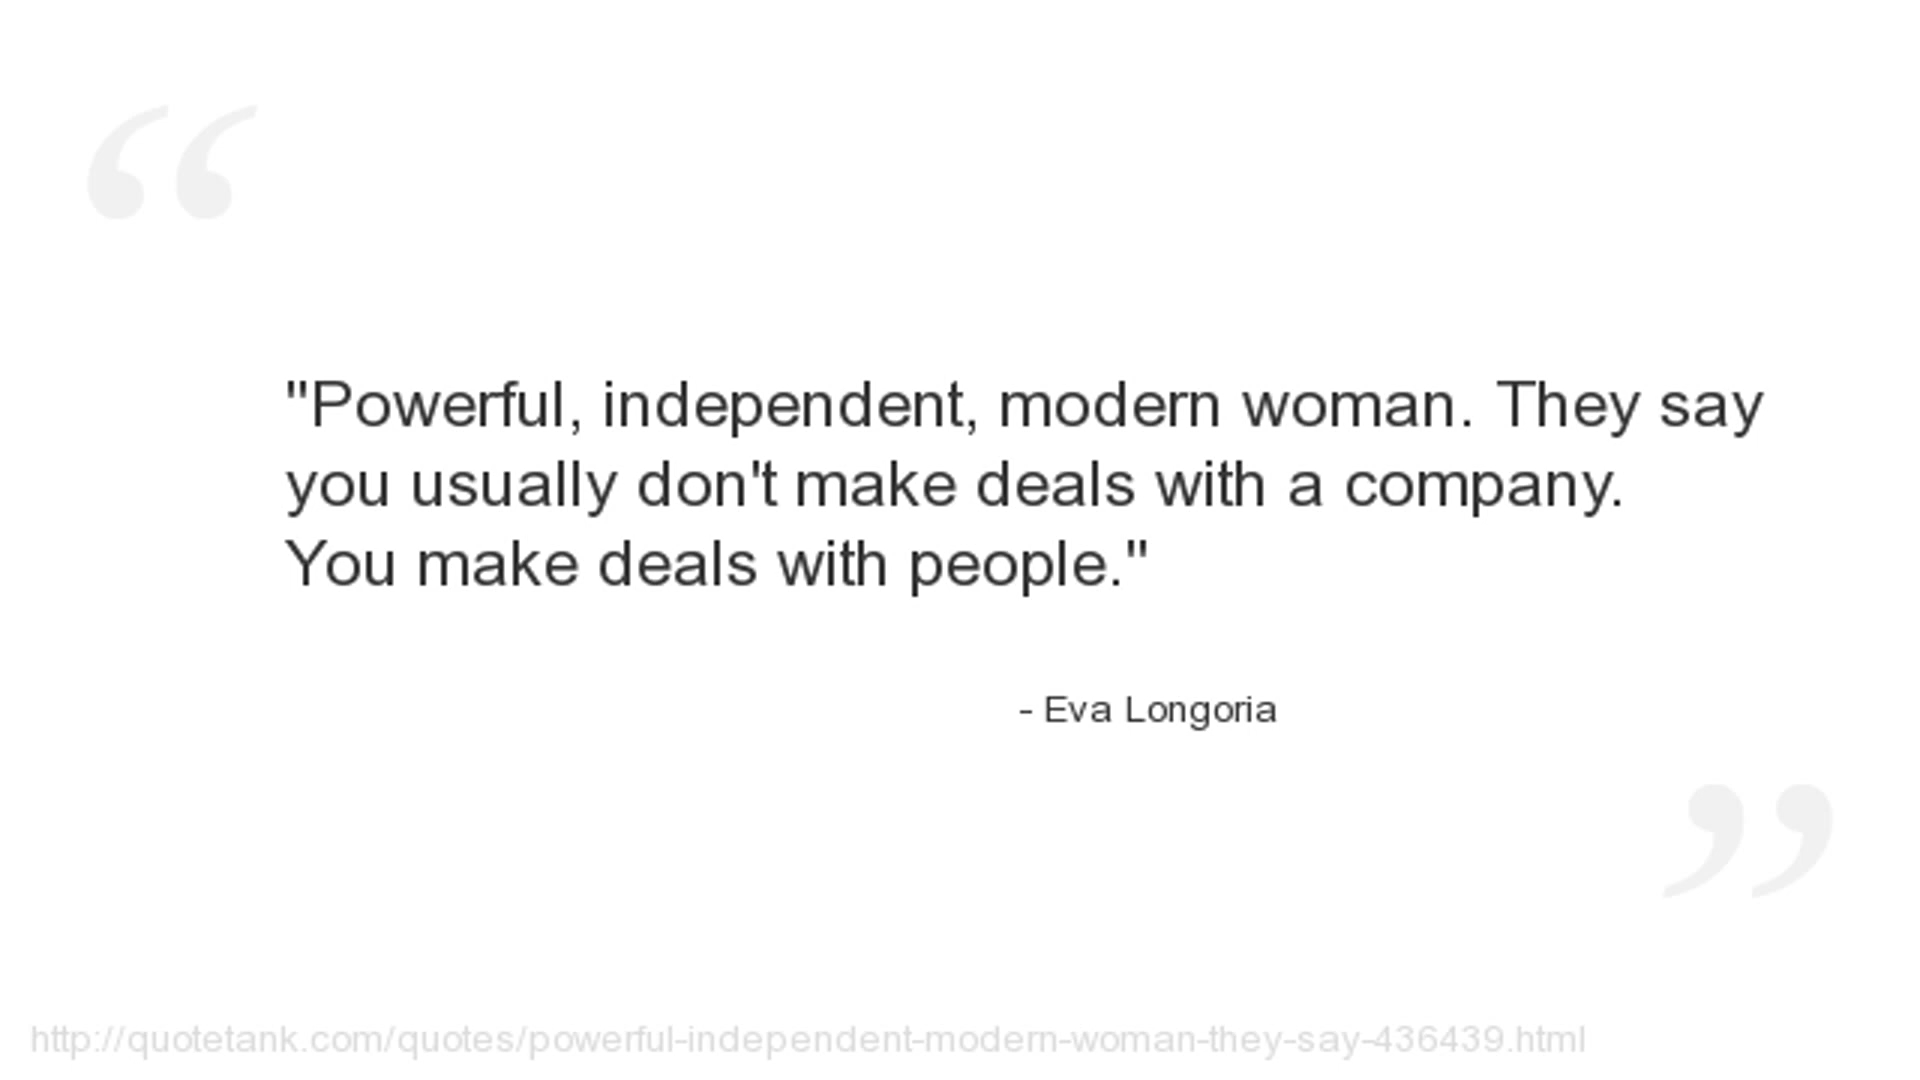 "Powerful, independent, modern woman. They say
you usually don't make deals with a company.
You make deals with people."
- Eva Longoria
http://quotetank.com/quotes/powerful-independent-modern-woman-they-say-436439.html